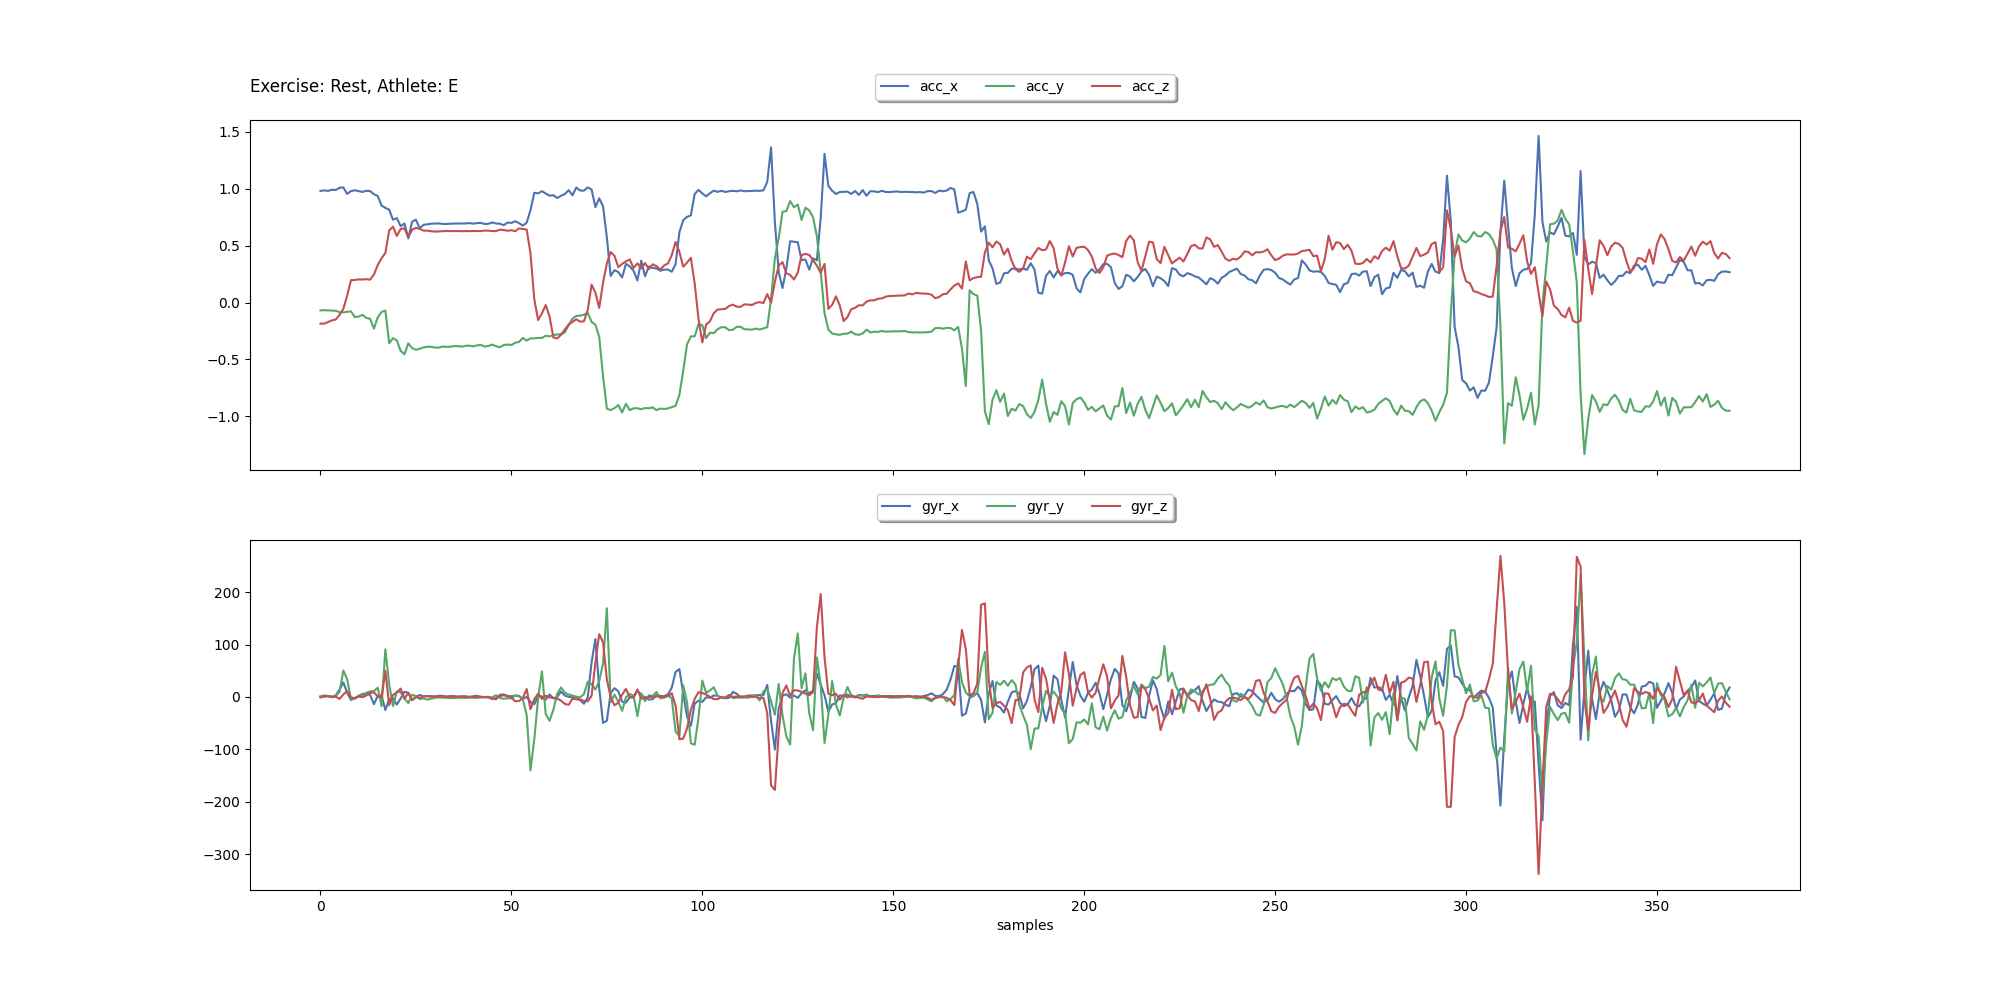 Exercise: Rest, Athlete: E
acc_x acc_y acc_z
1.5
1.0
0.5
0.0
−0.5
−1.0
gyr_x gyr_y gyr_z
200
100
0
−100
−200
−300
0 50 100 150 200 250 300 350
samples